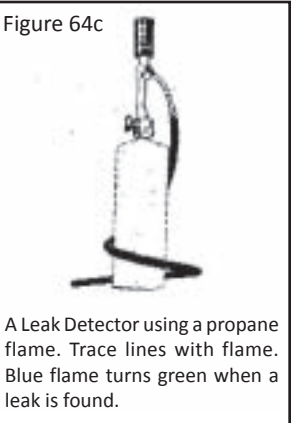 Figure 64c
A Leak Detector using a propane
flame. Trace lines with flame.
Blue flame turns green when a
leak is found.